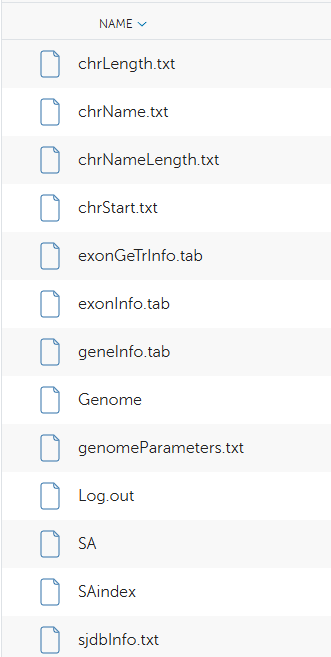 NAME
chrLength.txt
chrName.txt
chrNameLength.txt
chrStart.txt
exonGeTrInfo.tab
exonInfo.tab
geneInfo.tab
Genome
genomeParameters.txt
Log.out
SA
SAindex
sjdbInfo.txt